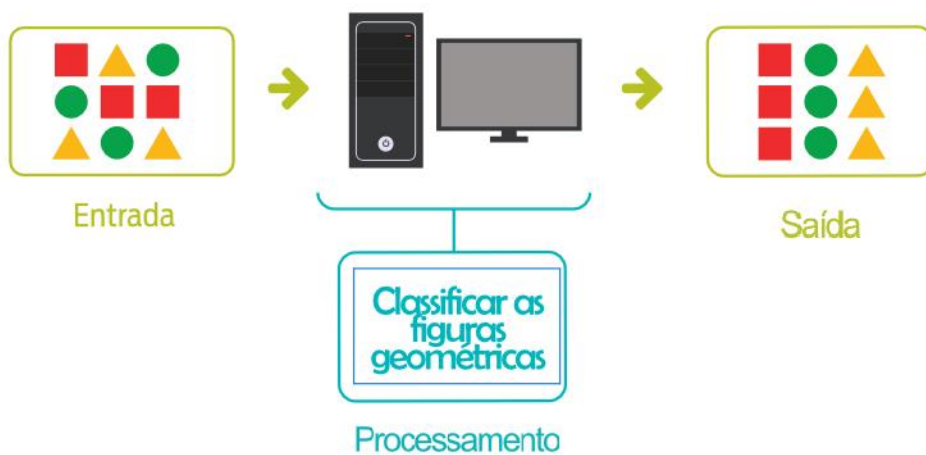 Entrada
Saída
Classificar as
figuras
geométricas
Processamento